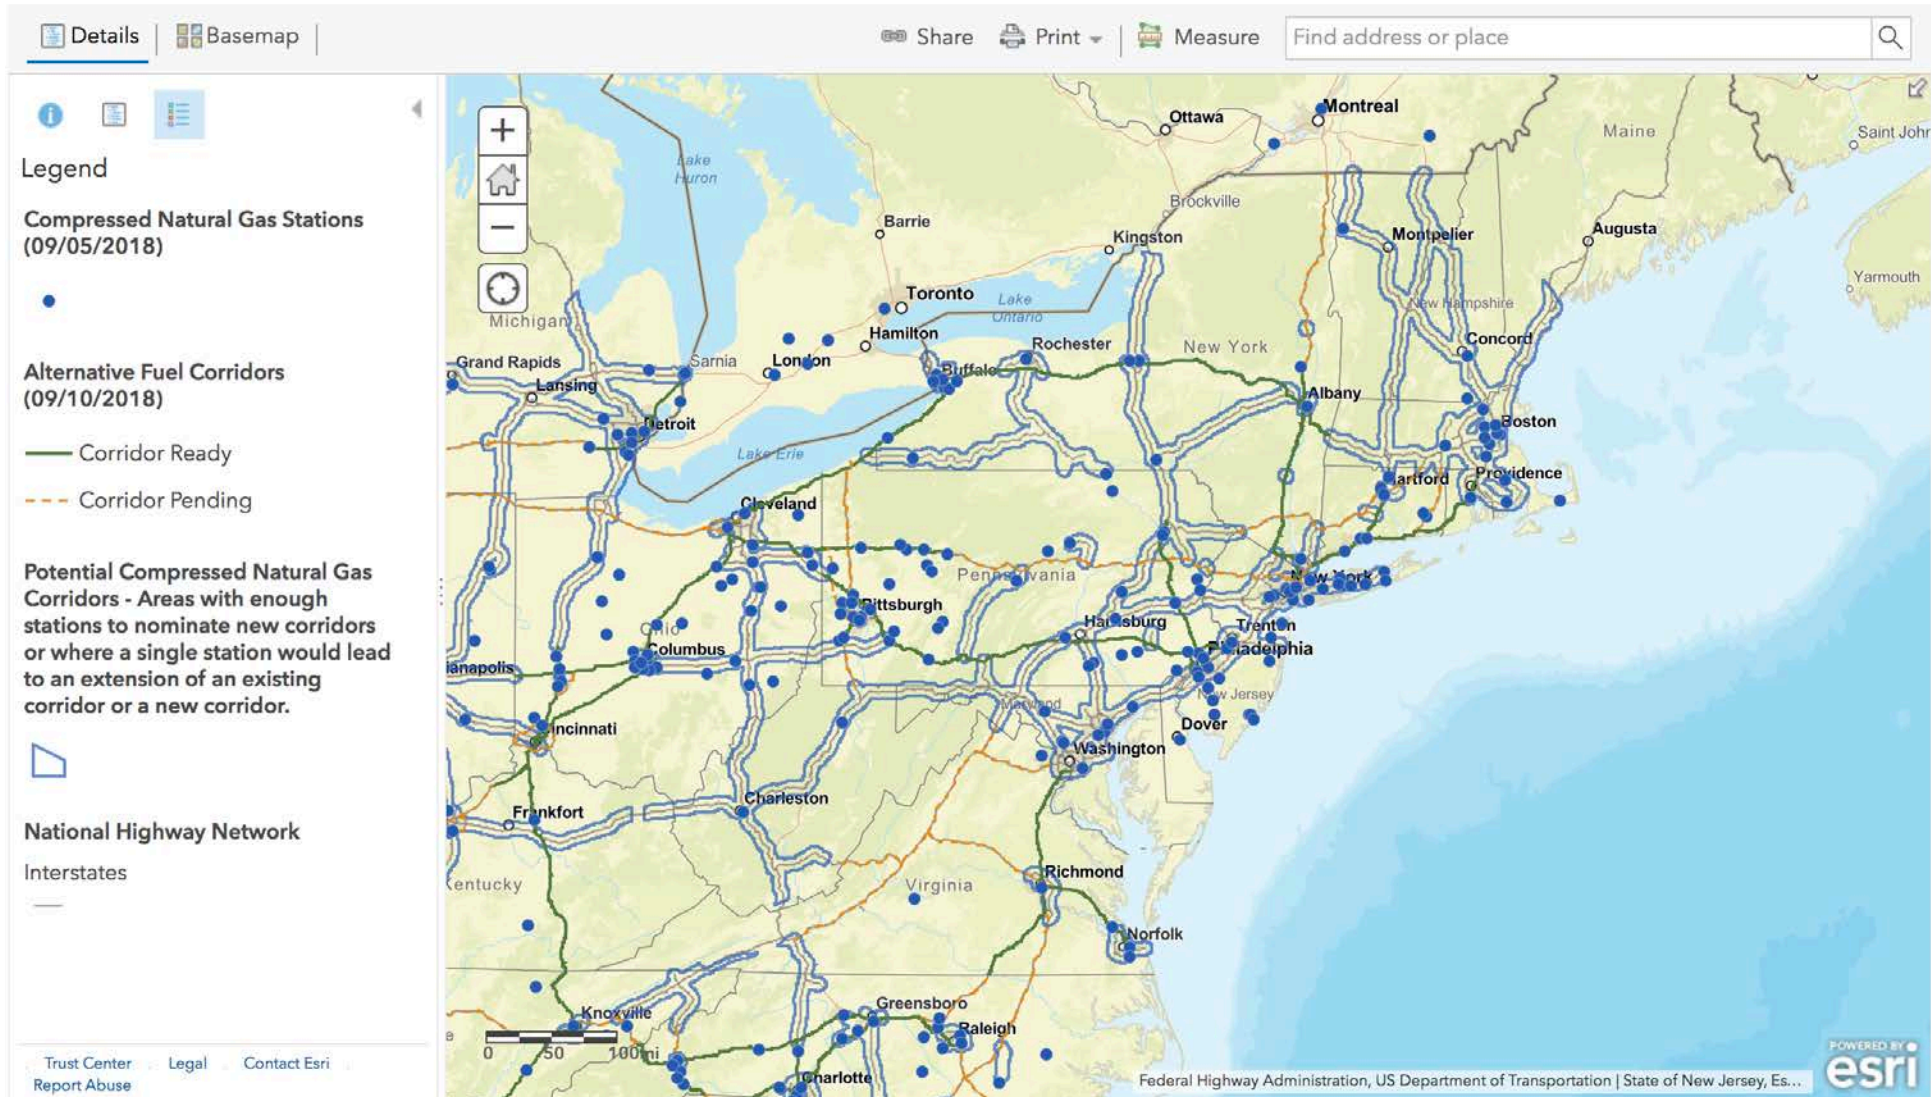 Details
Basemap
Share
Print
Measure
Find address or place
Legend
Compressed Natural Gas Stations
(09/05/2018)
Alternative Fuel Corridors
(09/10/2018)
Corridor Ready
Corridor Pending
Potential Compressed Natural Gas
Corridors - Areas with enough
stations to nominate new corridors
or where a single station would lead
to an extension of an existing
corridor or a new corridor.
National Highway Network
Interstates
Trust Center
Legal
Contact Esri
Report Abuse
Ottawa
Montreal
Maine
Saint John
Lake
Huron
Brockville
Barrie
Kingston
Montpelier
Augusta
Yarmouth
Toronto
Lake
Ontario
New Hampshire
Michigan
Hamilton
Rochester
New York
Concord
Grand Rapids
Sarnia
London
Buffalo
Lansing
Albany
Detroit
Boston
Lake Erie
Hartford
Providence
Cleveland
Pennsylvania
New York
Pittsburgh
Harrisburg
Trenton
Ohio
Columbus
Philadelphia
ianapolis
New Jersey
Maryland
Dover
Cincinnati
Washington
Charleston
Frankfort
Richmond
Kentucky
Virginia
Norfolk
Greensboro
Knoxville
Raleigh
0 50 100mi
Charlotte
Federal Highway Administration, US Department of Transportation | State of New Jersey, Es...
POWERED BY
esri